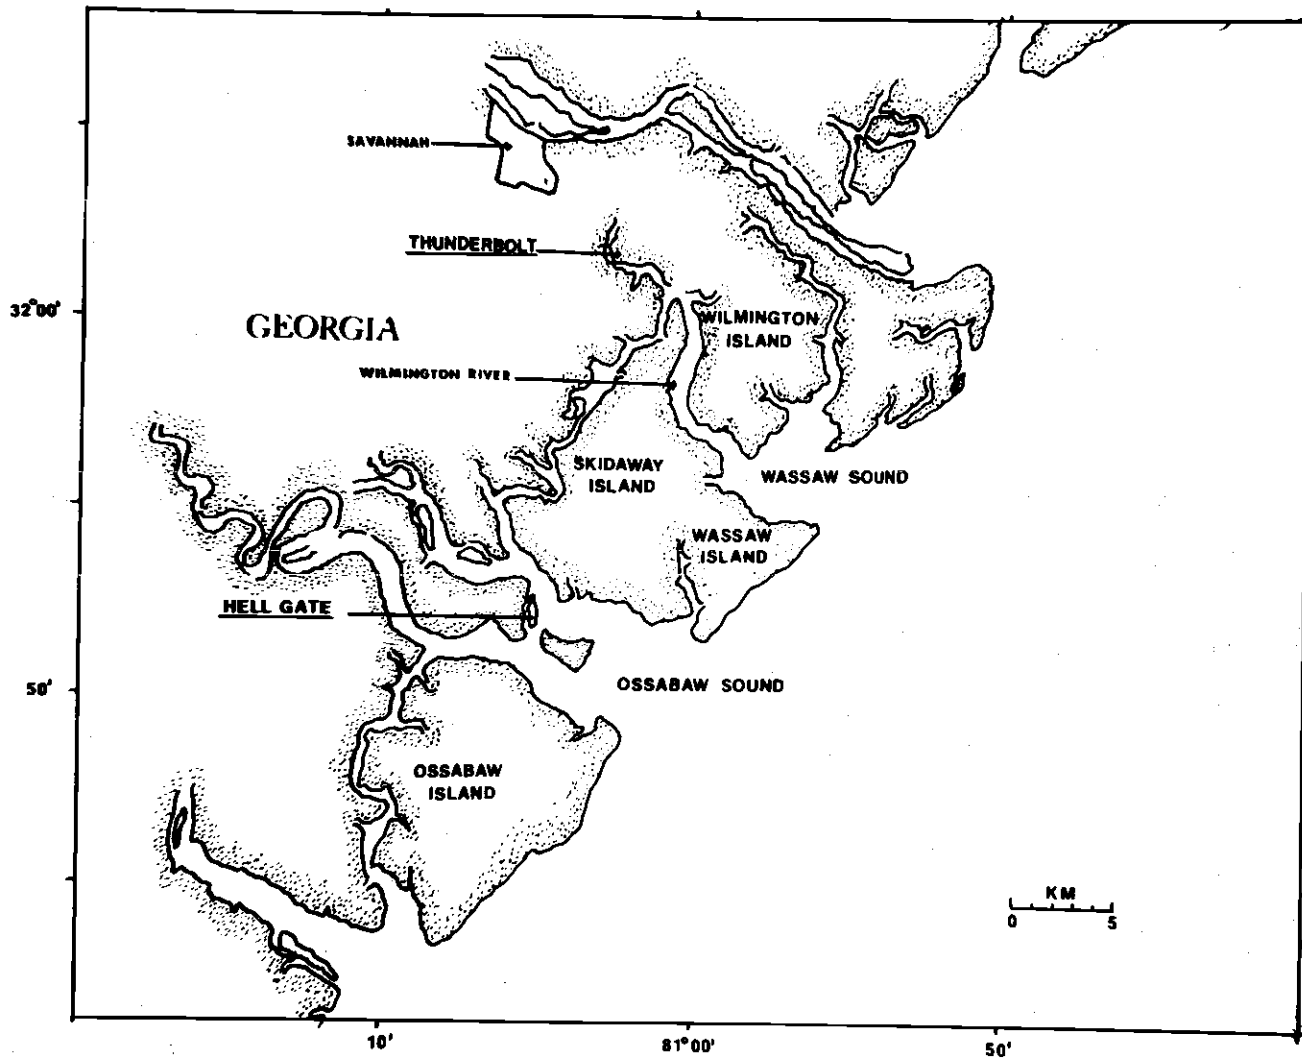 SAVANNAH
THUNDERBOLT
32°00'
GEORGIA
WILMINGTON
ISLAND
WILMINGTON RIVER
SKIDAWAY
ISLAND
WASSAW SOUND
WASSAW
ISLAND
HELL GATE
50'
OSSABAW SOUND
OSSABAW
ISLAND
KM
0 5
10'
81°00'
50'